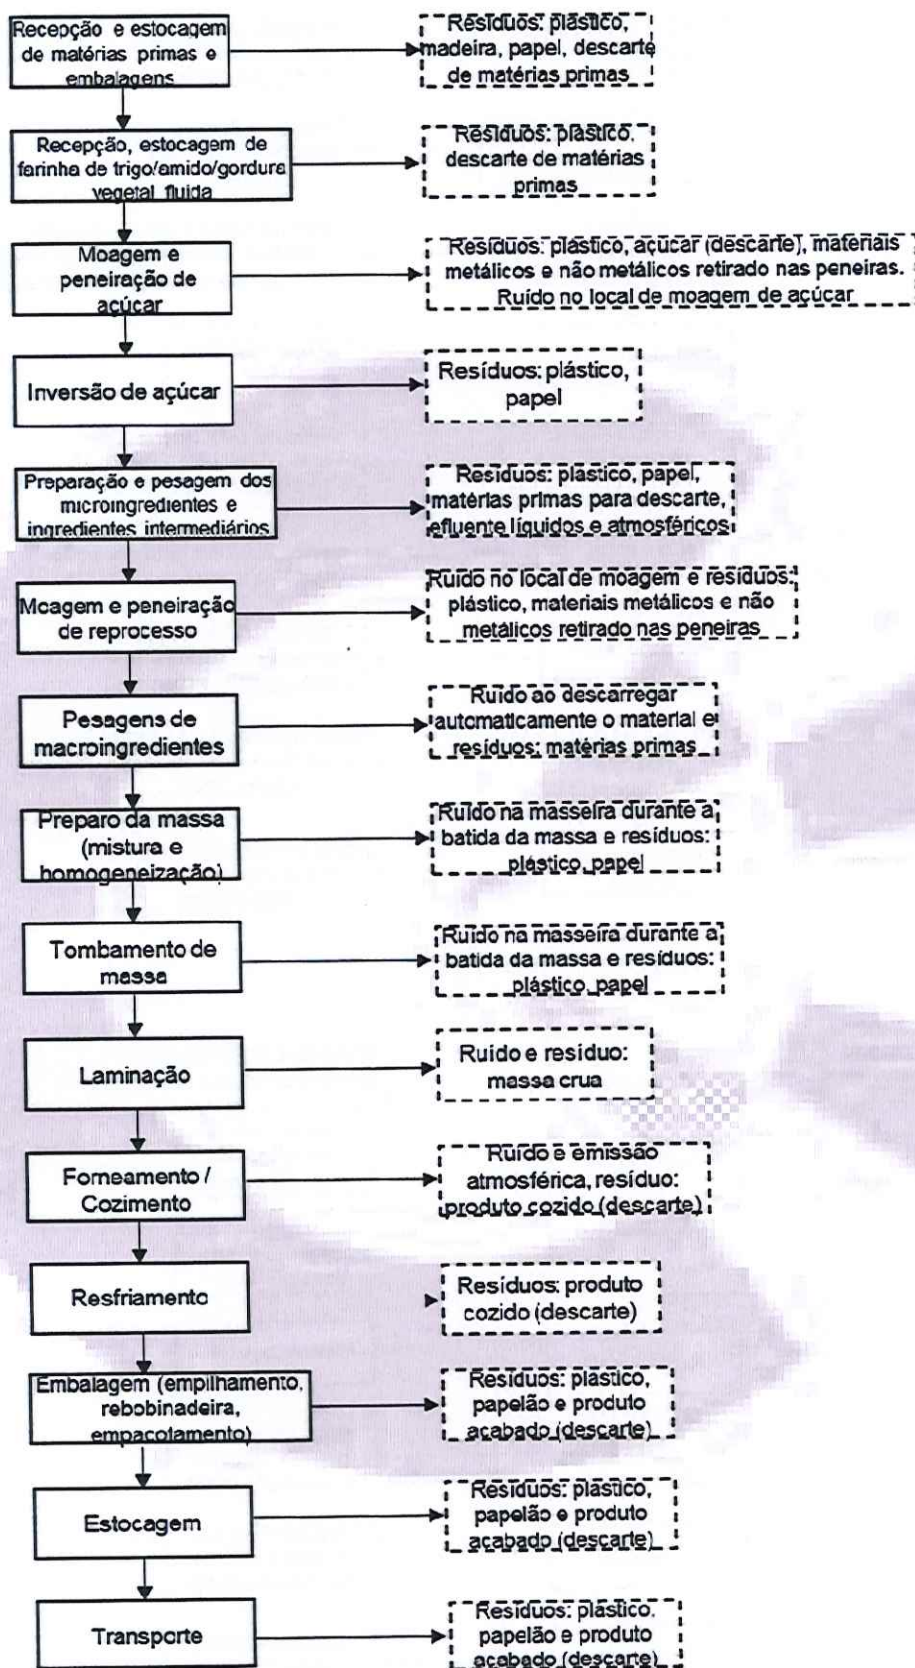 Recepção e estocagem
de matérias primas e
embalagens
Resíduos: plástico,
madeira, papel, descarte
de matérias primas
Recepção, estocagem de
farinha de trigo/amido/gordura
vegetal fluida
Resíduos: plástico,
descarte de matérias
primas
Moagem e
peneiração de
açúcar
Resíduos: plástico, açúcar (descarte), materiais
metálicos e não metálicos retirado nas peneiras.
Ruído no local de moagem de açúcar
Inversão de açúcar
Resíduos: plástico,
papel
Preparação e pesagem dos
microingredientes e
ingredientes intermediários
Resíduos: plástico, papel,
matérias primas para descarte,
efluente líquidos e atmosféricos
Moagem e peneiração
de reprocesso
Ruído no local de moagem e resíduos:
plástico, materiais metálicos e não
metálicos retirado nas peneiras
Pesagens de
macroingredientes
Ruído ao descarregar
automaticamente o material e
resíduos: matérias primas
Preparo da massa
(mistura e
homogeneização)
Ruído na masseira durante a
batida da massa e resíduos:
plástico, papel
Tombamento de
massa
Ruído na masseira durante a
batida da massa e resíduos:
plástico, papel
Laminação
Ruído e resíduo:
massa crua
Forneamento /
Cozimento
Ruído e emissão
atmosférica, resíduo:
produto cozido (descarte)
Resfriamento
Resíduos: produto
cozido (descarte)
Embalagem (empilhamento,
rebobinadeira,
empacotamento)
Resíduos: plástico,
papelão e produto
acabado (descarte)
Estocagem
Resíduos: plástico,
papelão e produto
acabado (descarte)
Transporte
Resíduos: plástico,
papelão e produto
acabado (descarte)